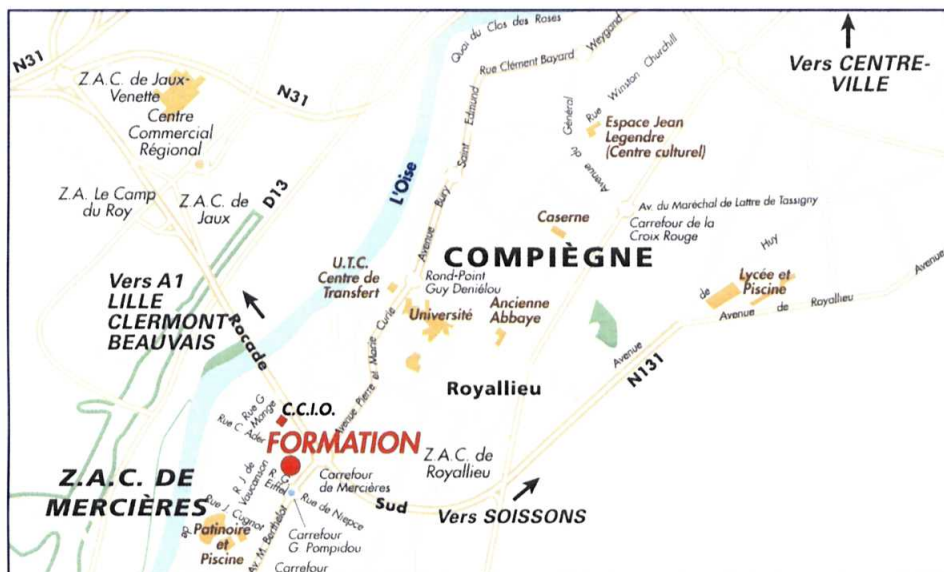 N31
Z.A.C. de Jaux-
Venette
Centre
Commercial
Régional
N31
Quai du Clos des Roses
Rue Clément Bayard
Weygand
Rue Winston Churchill
Vers CENTRE-
VILLE
Avenue du Général
Espace Jean
Legendre
(Centre culturel)
Avenue Bury Saint Edmund
L'Oise
D13
Z.A. Le Camp
du Roy
Z.A.C. de
Jaux
Caserne
Av. du Maréchal de Lattre de Tassigny
Carrefour de la
Croix Rouge
COMPIÈGNE
Vers A1
LILLE
CLERMONT
BEAUVAIS
U.T.C.
Centre de
Transfert
Rond-Point
Guy Deniélou
Université
Ancienne
Abbaye
de Huy
Lycée et
Piscine
Avenue de Royallieu
Avenue
Avenue
N131
Rocade
Avenue Pierre et Marie Curie
Royallieu
Rue G.
Monge
Rue C. Ader
C.C.I.O.
FORMATION
Z.A.C. de
Royallieu
Z.A.C. DE
MERCIÈRES
R. J. de
Vaucanson
R. G.
Eiffel
Carrefour
de Mercières
Sud
Vers SOISSONS
Rue J. Cugnot
Rue de Niepce
Patinoire
et
Piscine
de
Av. M. Berthelot
Carrefour
G. Pompidou
Carrefour